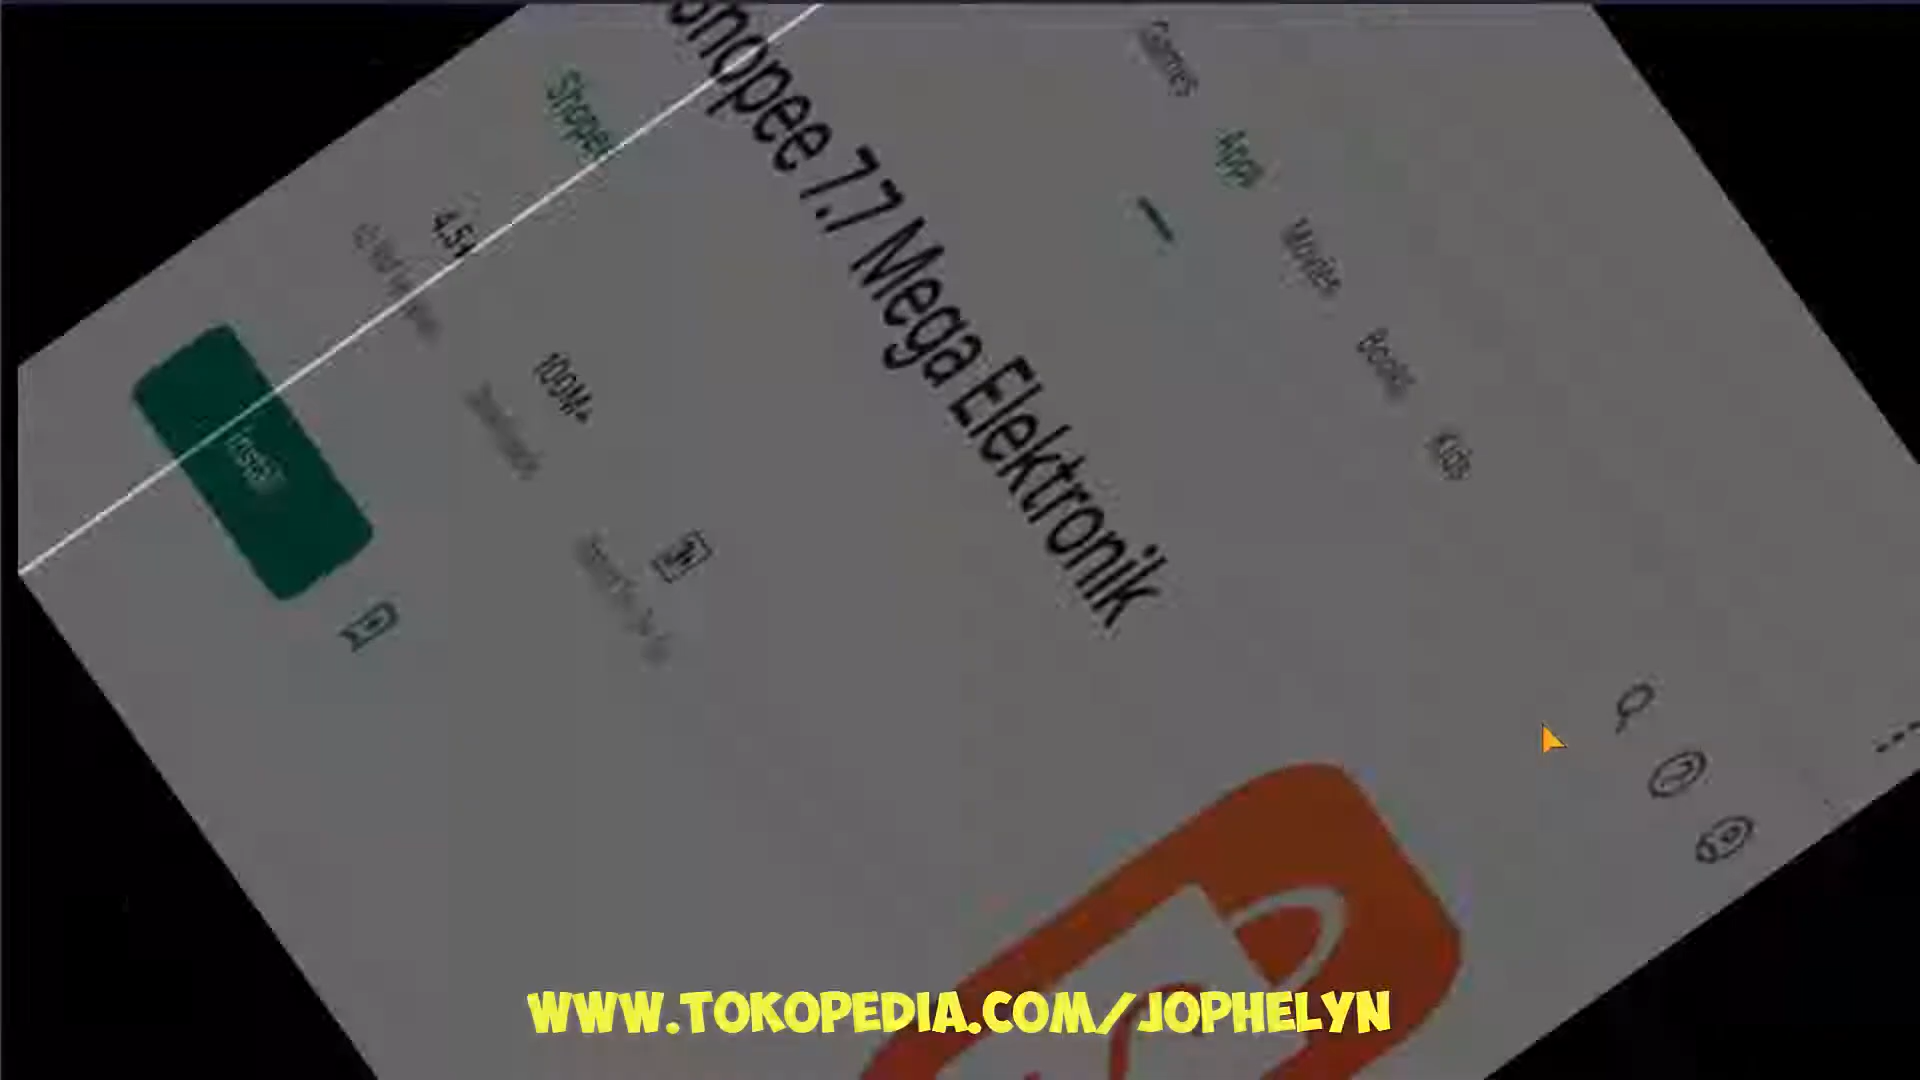 Games
Apps
Movies
Books
Kids
Shopee 7.7 Mega Elektronik
Shopee
4.5
100M+
Install
WWW.TOKOPEDIA.COM/JOPHELYN